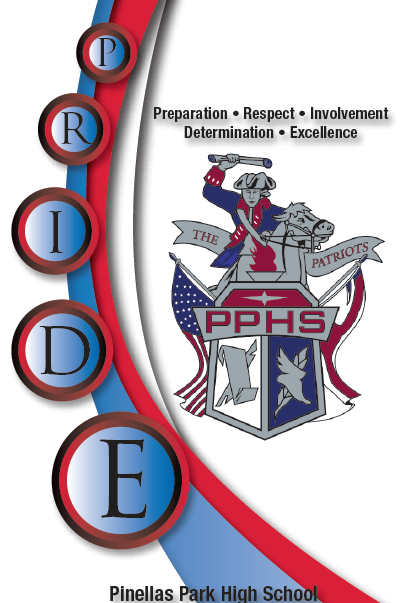 P
R
I
D
E
Preparation • Respect • Involvement
Determination • Excellence
THE
PATRIOTS
PPHS
Pinellas Park High School